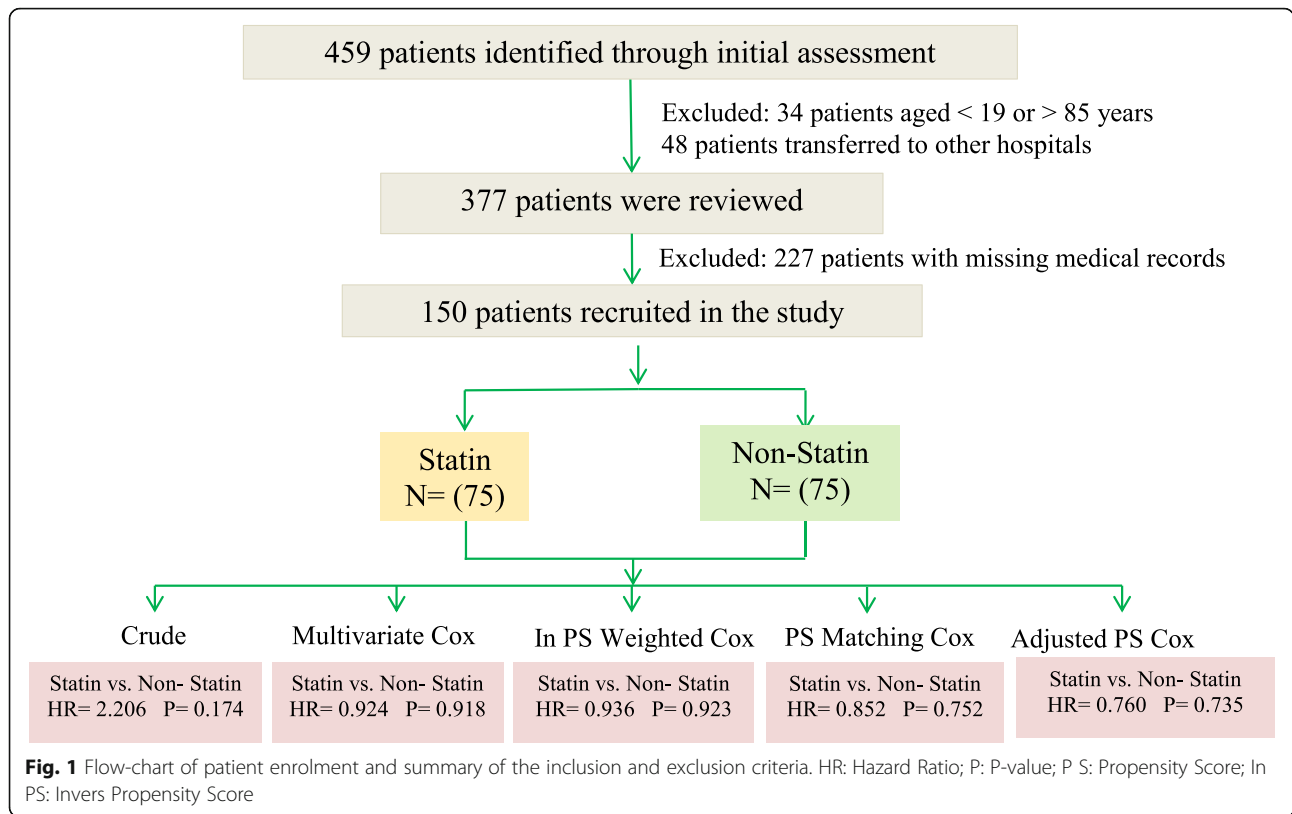 459 patients identified through initial assessment
Excluded: 34 patients aged < 19 or > 85 years
48 patients transferred to other hospitals
377 patients were reviewed
Excluded: 227 patients with missing medical records
150 patients recruited in the study
Statin
N= (75)
Non-Statin
N= (75)
Crude
Statin vs. Non- Statin
HR= 2.206 P= 0.174
Multivariate Cox
Statin vs. Non- Statin
HR= 0.924 P= 0.918
In PS Weighted Cox
Statin vs. Non- Statin
HR= 0.936 P= 0.923
PS Matching Cox
Statin vs. Non- Statin
HR= 0.852 P= 0.752
Adjusted PS Cox
Statin vs. Non- Statin
HR= 0.760 P= 0.735
Fig. 1 Flow-chart of patient enrolment and summary of the inclusion and exclusion criteria. HR: Hazard Ratio; P: P-value; P S: Propensity Score; In
PS: Invers Propensity Score